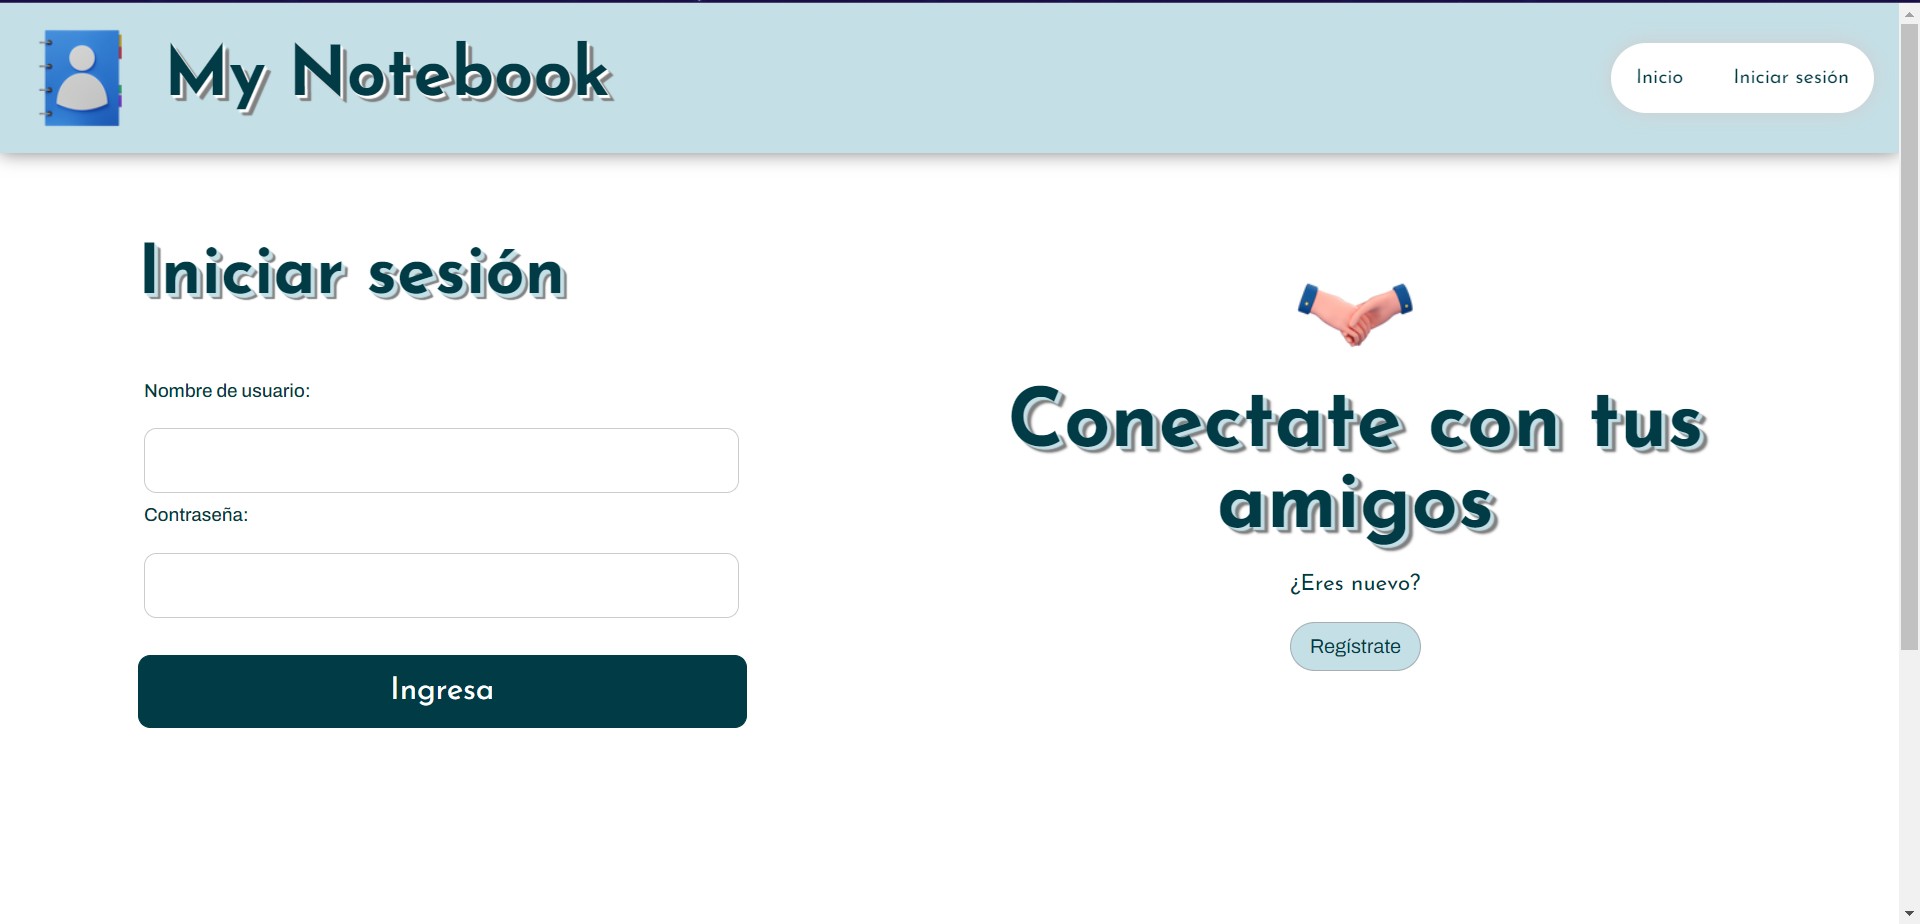 My Notebook
Inicio
Iniciar sesión
Iniciar sesión
Nombre de usuario:
Contraseña:
Ingresa
Conectate con tus
amigos
¿Eres nuevo?
Regístrate